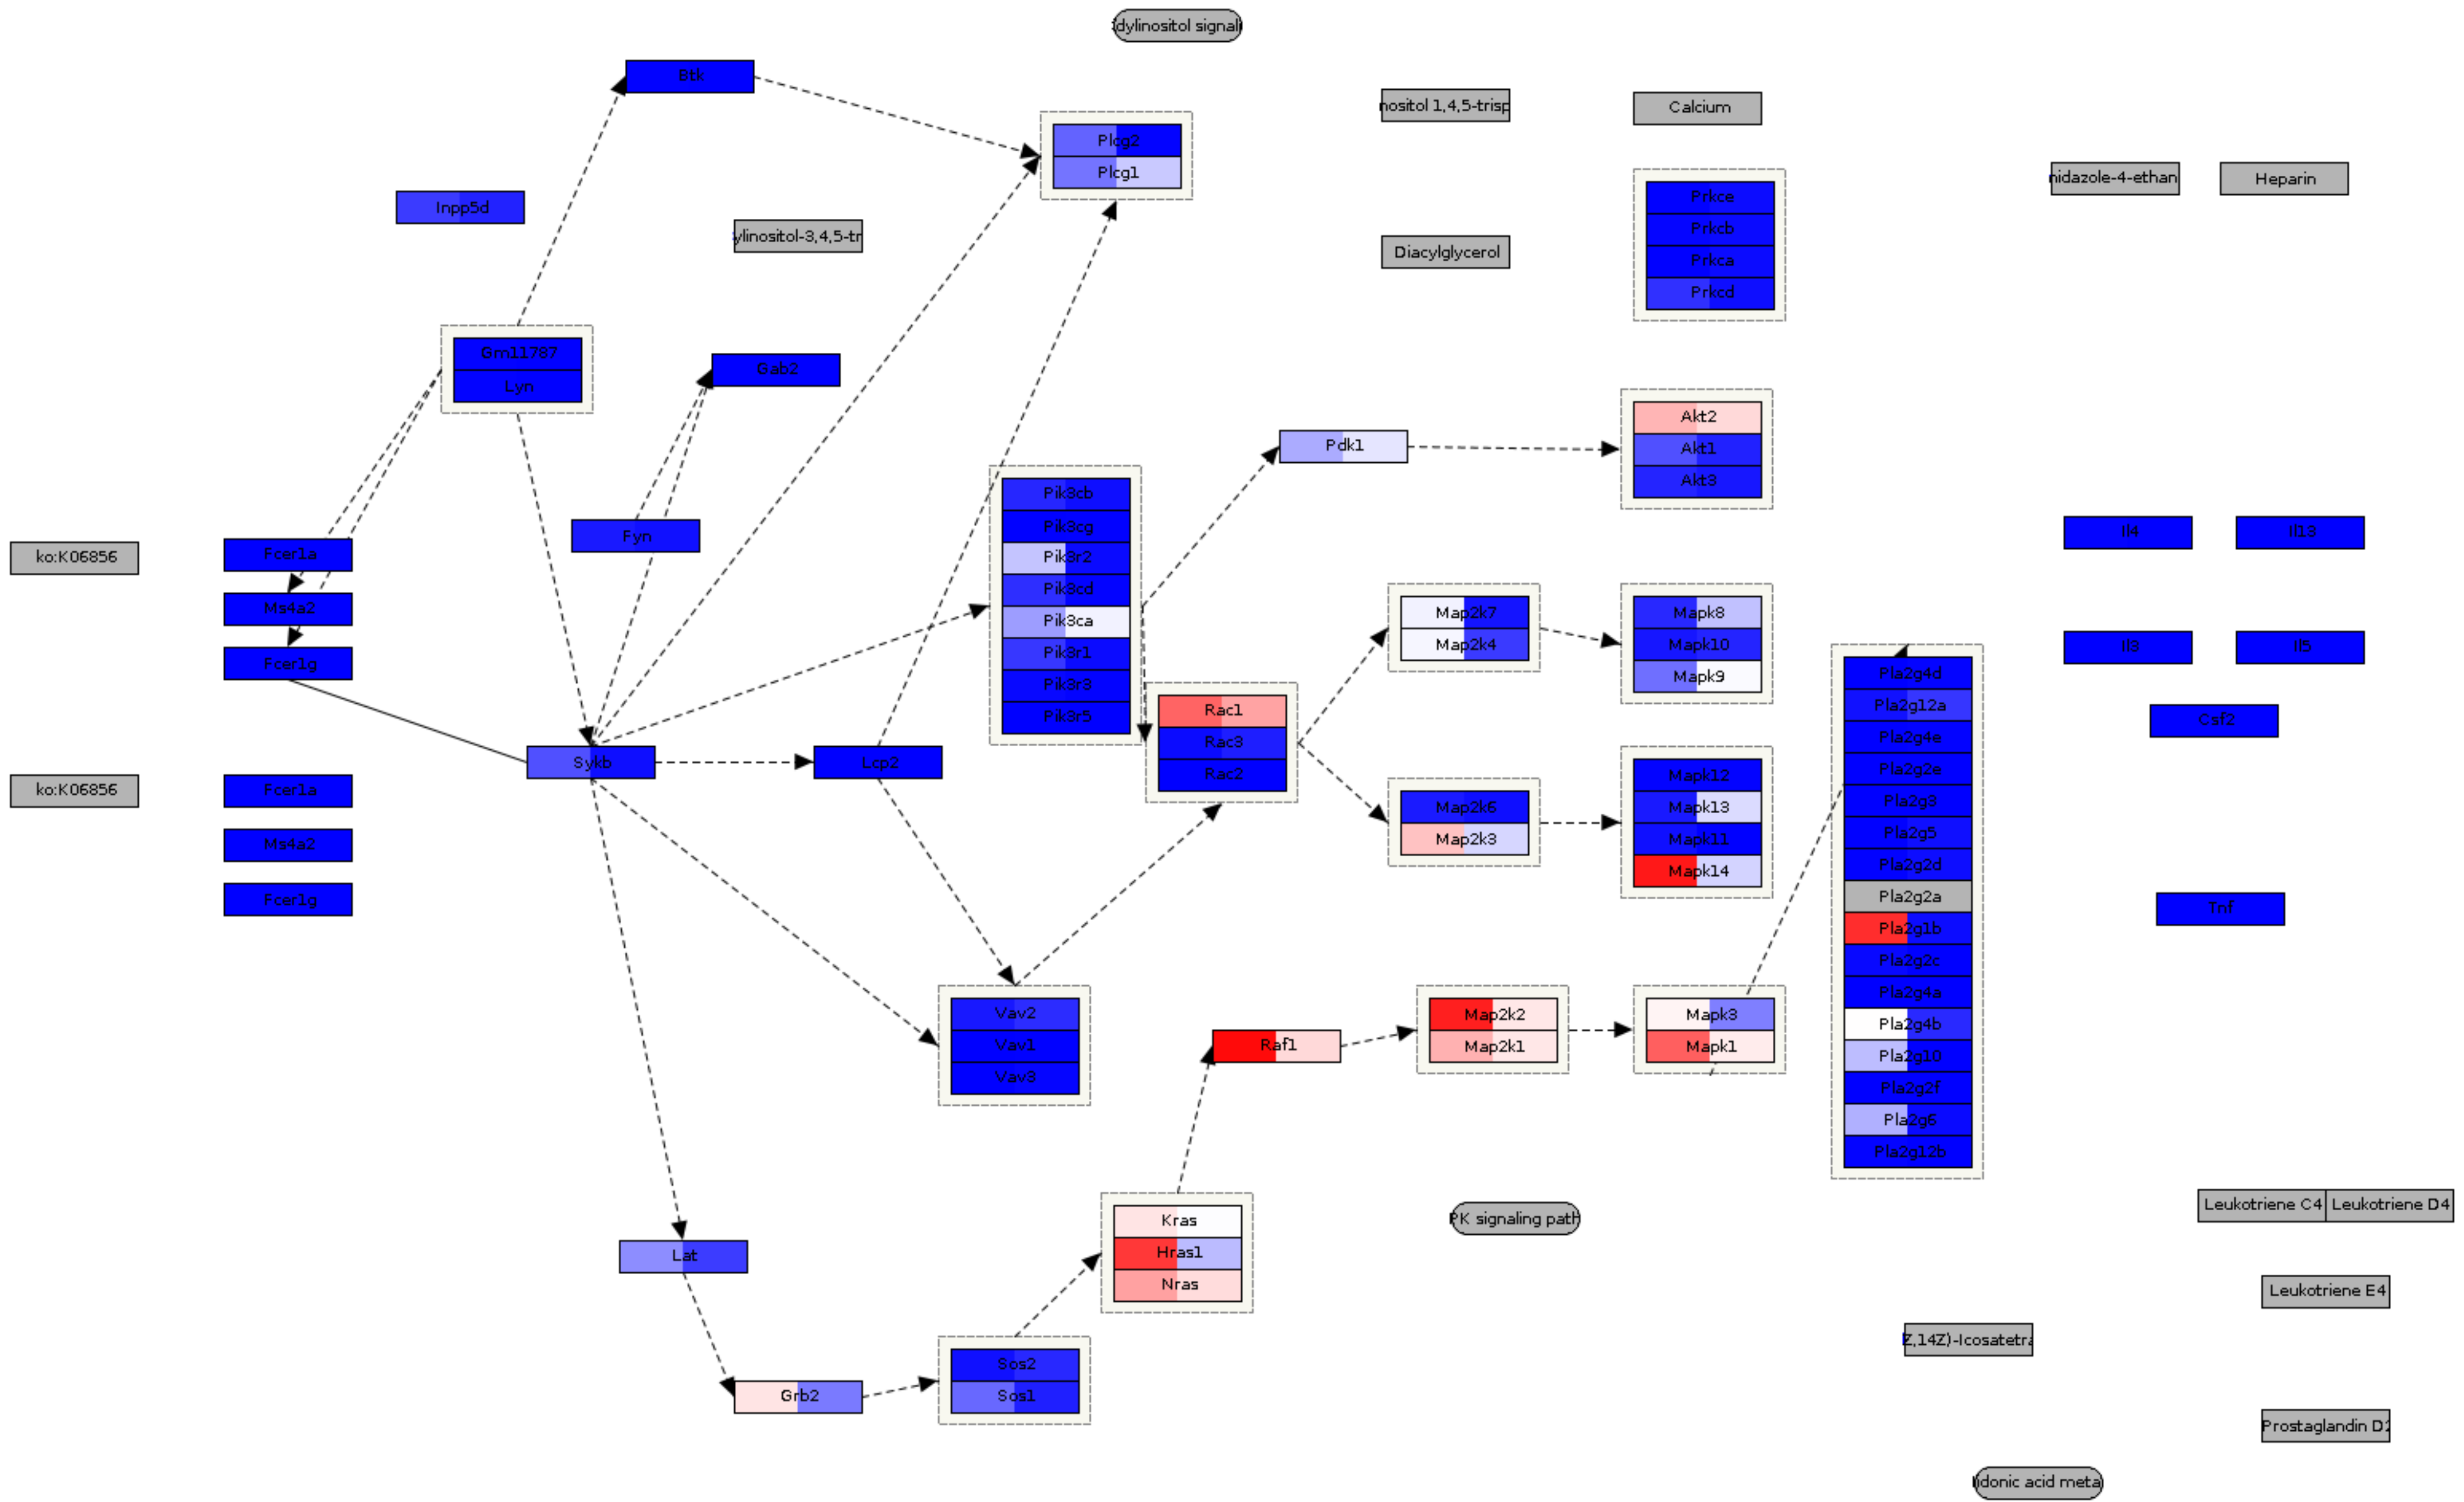 dylinositol signali
Btk
nositol 1,4,5-trisp
Calcium
Plcg2
Plcg1
Inpp5d
ylinositol-3,4,5-tr
Diacylglycerol
Prkce
Prkcb
Prkca
Prkcd
nidazole-4-ethan
Heparin
Gm11787
Lyn
Gab2
Pdk1
Akt2
Akt1
Akt3
Fyn
Pik3cb
Pik3cg
Pik3r2
Pik3cd
Pik3ca
Pik3r1
Pik3r3
Pik3r5
ko:K06856
Fcer1a
Ms4a2
Fcer1g
Il4
Il13
Il3
Il5
Csf2
Map2k7
Map2k4
Mapk8
Mapk10
Mapk9
Rac1
Rac3
Rac2
Sykb
Lcp2
ko:K06856
Fcer1a
Ms4a2
Fcer1g
Map2k6
Map2k3
Mapk12
Mapk13
Mapk11
Mapk14
Pla2g4d
Pla2g12a
Pla2g4e
Pla2g2e
Pla2g3
Pla2g5
Pla2g2d
Pla2g2a
Pla2g1b
Pla2g2c
Pla2g4a
Pla2g4b
Pla2g10
Pla2g2f
Pla2g6
Pla2g12b
Tnf
Vav2
Vav1
Vav3
Raf1
Map2k2
Map2k1
Mapk3
Mapk1
Kras
Hras1
Nras
PK signaling path
Leukotriene C4
Leukotriene D4
Lat
Leukotriene E4
Z,14Z)-Icosatetra
Sos2
Sos1
Grb2
Prostaglandin D2
idonic acid meta